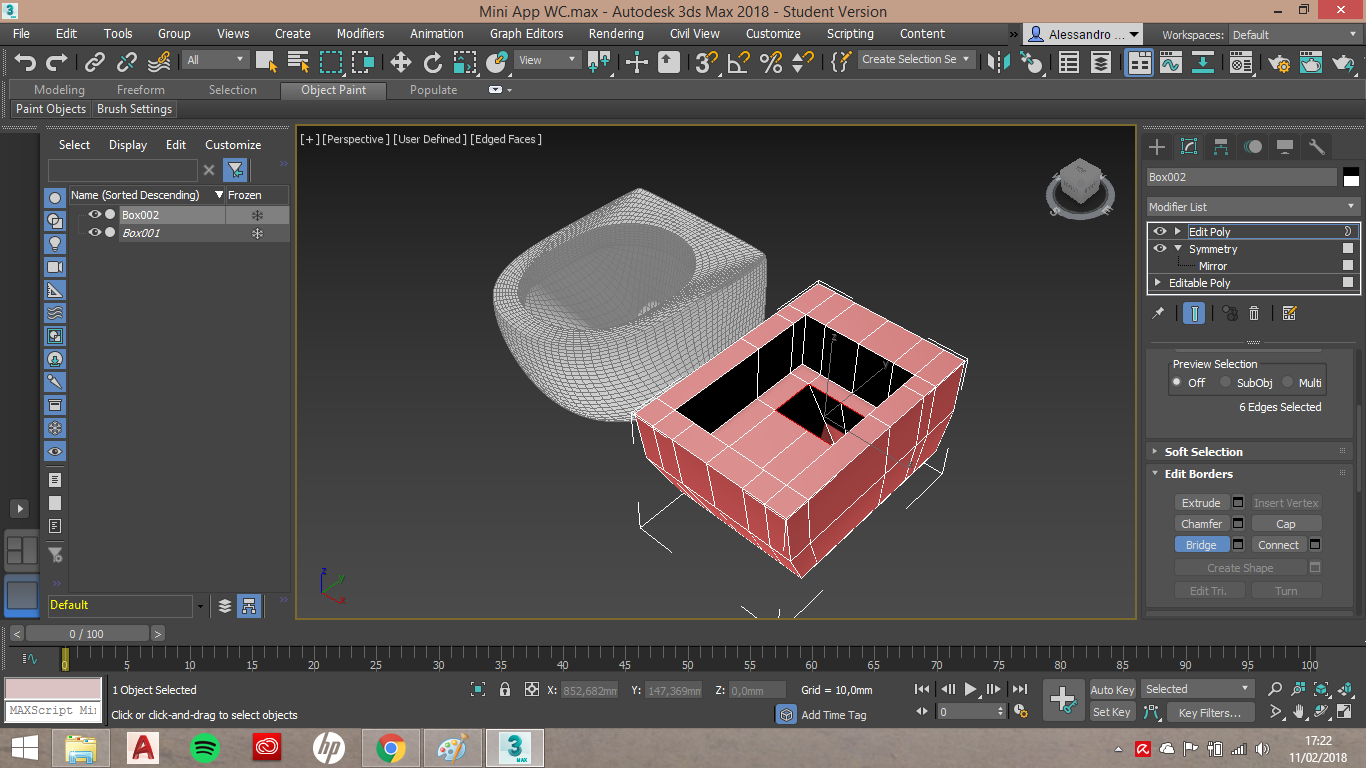 Mini App WC.max - Autodesk 3ds Max 2018 - Student Version
File Edit Tools Group Views Create Modifiers Animation Graph Editors Rendering Civil View Customize Scripting Content » Alessandro ... Workspaces: Default
All View Create Selection Se
Modeling Freeform Selection Object Paint Populate
Paint Objects Brush Settings
Select Display Edit Customize
Name (Sorted Descending) Frozen
Box002
Box001
Default
[+] [Perspective ] [User Defined ] [Edged Faces ]
z
y
z y x
Box002
Modifier List
Edit Poly
Symmetry
Mirror
Editable Poly
Preview Selection
Off SubObj Multi
6 Edges Selected
Soft Selection
Edit Borders
Extrude Insert Vertex
Chamfer Cap
Bridge Connect
Create Shape
Edit Tri. Turn
< 0 / 100 >
0 5 10 15 20 25 30 35 40 45 50 55 60 65 70 75 80 85 90 95 100
1 Object Selected X: 852,682mm Y: 147,369mm Z: 0,0mm Grid = 10,0mm Auto Key Selected
MAXScript Min Click or click-and-drag to select objects Add Time Tag 0 Set Key Key Filters...
17:22
11/02/2018